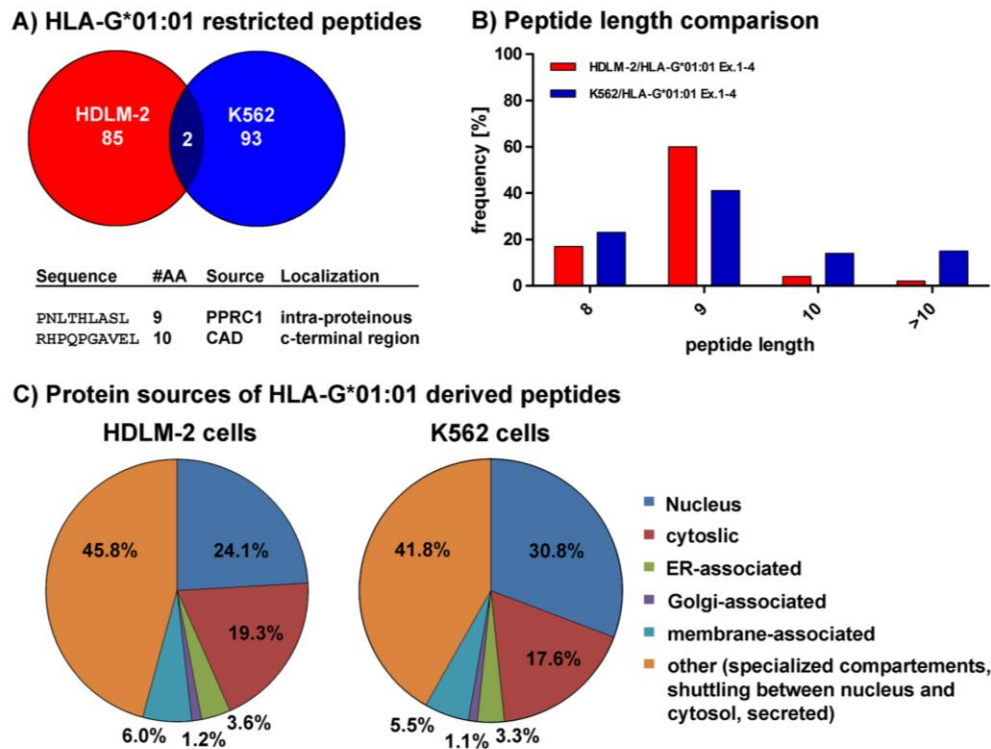 A) HLA-G*01:01 restricted peptides
HDLM-2
85
2
K562
93
Sequence #AA Source Localization
PNLTHLASL 9 PPRC1 intra-proteinous
RHPQPGAVEL 10 CAD c-terminal region
B) Peptide length comparison
HDLM-2/HLA-G*01:01 Ex.1-4
K562/HLA-G*01:01 Ex.1-4
frequency [%]
100
80
60
40
20
0
8 9 10 >10
peptide length
C) Protein sources of HLA-G*01:01 derived peptides
HDLM-2 cells
45.8%
24.1%
19.3%
3.6%
1.2%
6.0%
K562 cells
41.8%
30.8%
17.6%
3.3%
1.1%
5.5%
Nucleus
cytoslic
ER-associated
Golgi-associated
membrane-associated
other (specialized compartements,
shuttling between nucleus and
cytosol, secreted)